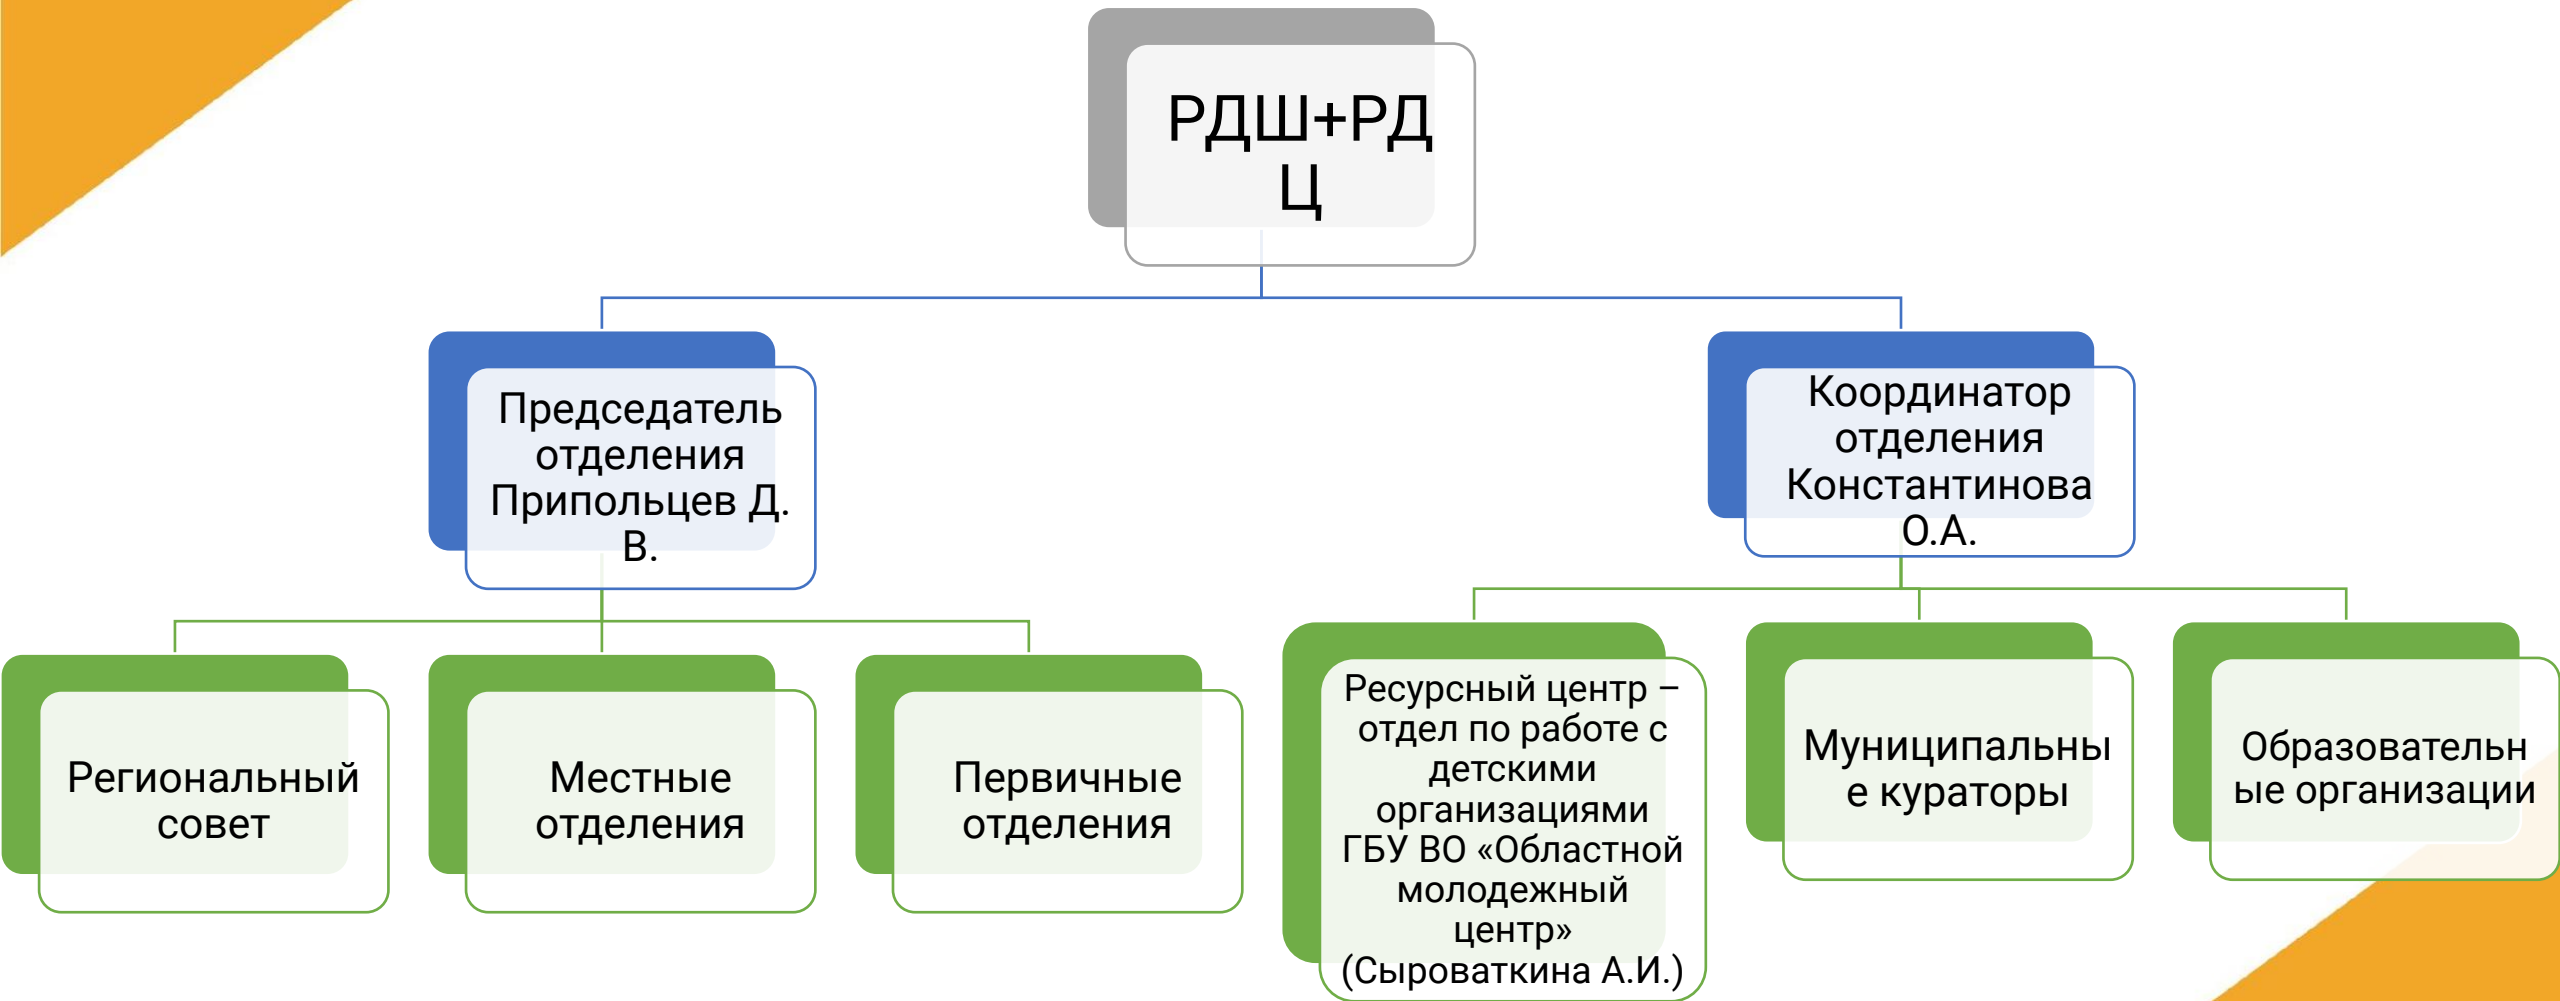 РДШ+РД
Ц
Председатель
отделения
Припольцев Д.
В.
Координатор
отделения
Константинова
О.А.
Региональный
совет
Местные
отделения
Первичные
отделения
Ресурсный центр –
отдел по работе с
детскими
организациями
ГБУ ВО «Областной
молодежный
центр»
(Сыроваткина А.И.)
Муниципальны
е кураторы
Образовательн
ые организации